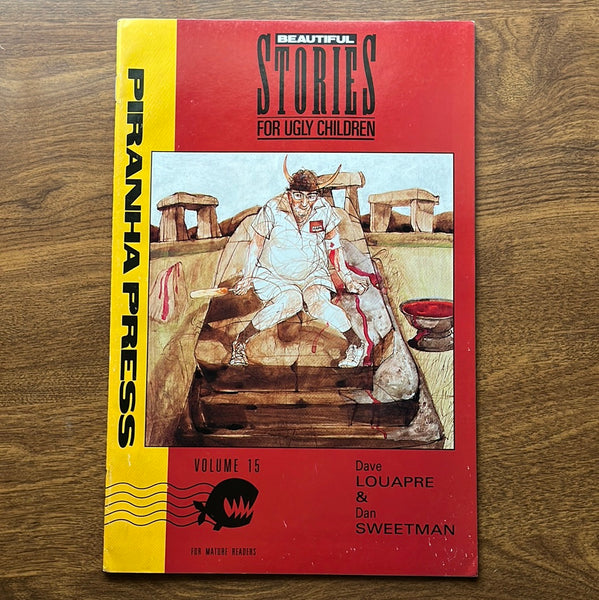 BEAUTIFUL
STORIES
FOR UGLY CHILDREN
PIRANHA PRESS
VOLUME 15
Dave
LOUAPRE
&
Dan
SWEETMAN
FOR MATURE READERS